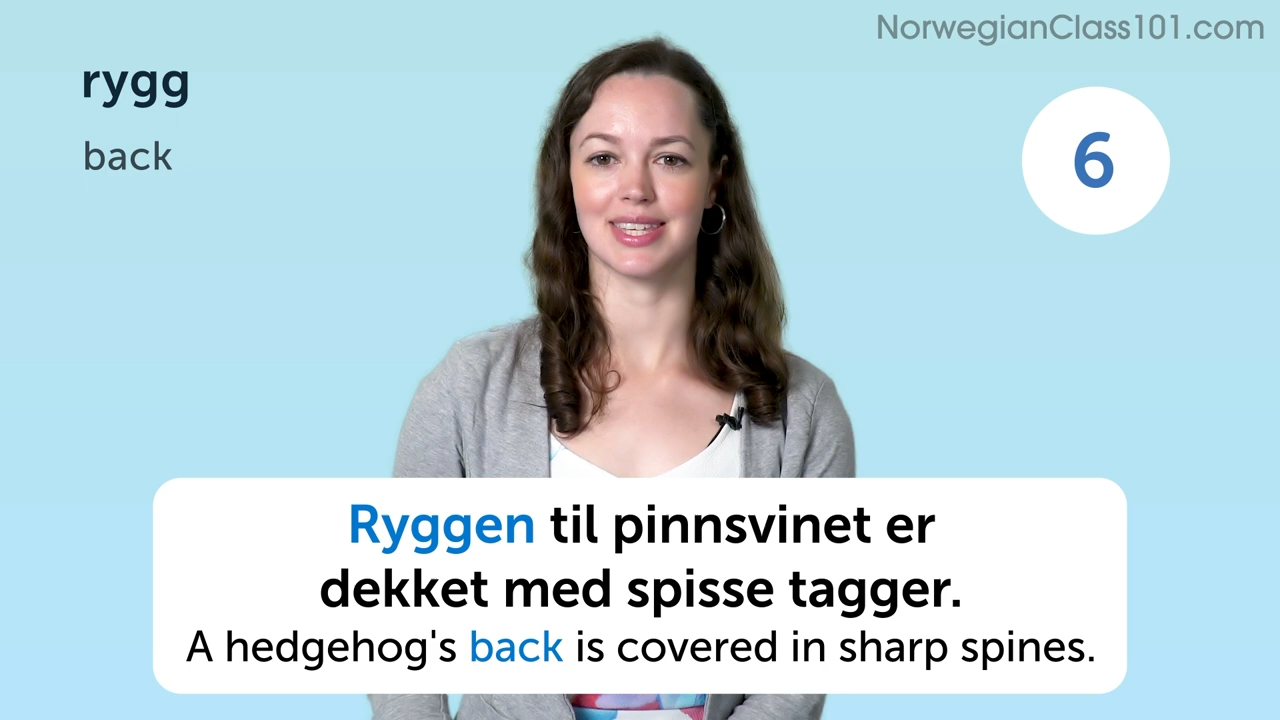 NorwegianClass101.com
rygg
back
6
Ryggen til pinnsvinet er
dekket med spisse tagger.
A hedgehog's back is covered in sharp spines.